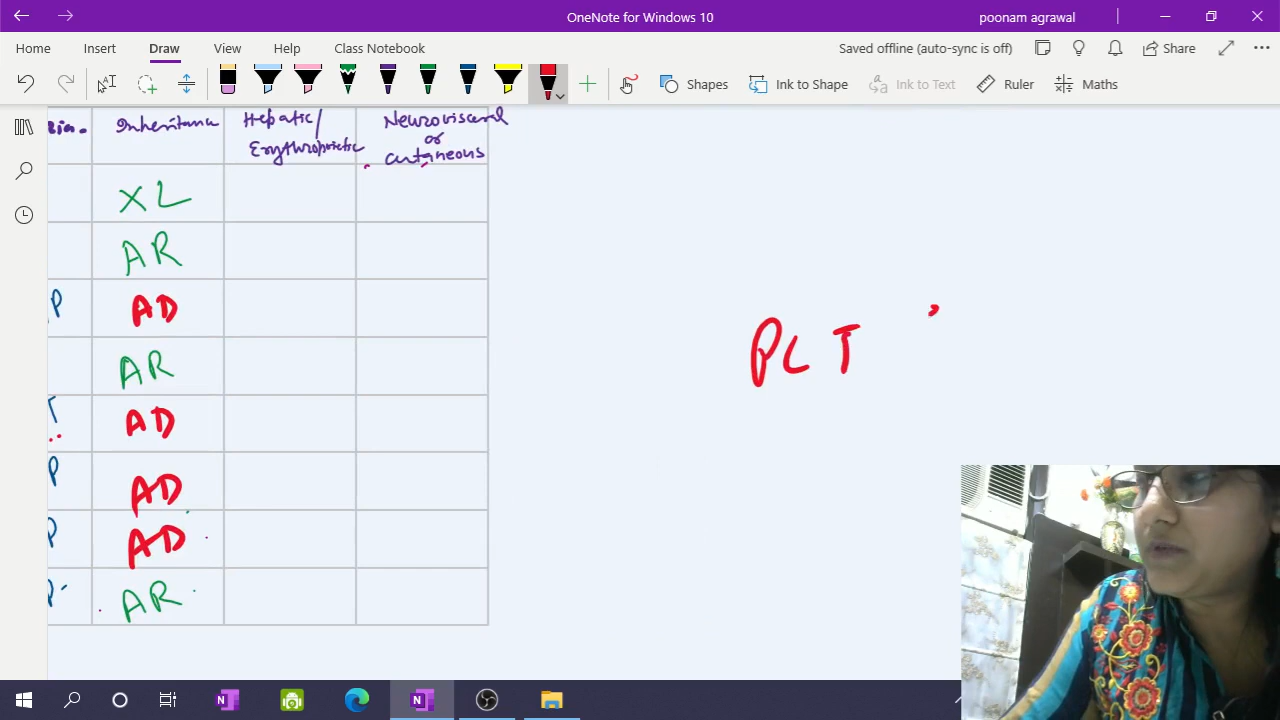 OneNote for Windows 10
poonam agrawal
Home Insert Draw View Help Class Notebook
Saved offline (auto-sync is off) Share
Shapes Ink to Shape Ink to Text Ruler Maths
Inheritance Hepatic/ Erythropoietic Neurovisceral or cutaneous
XL
AR
P AD
AR
T AD
P AD
P AD
P AR
PLT